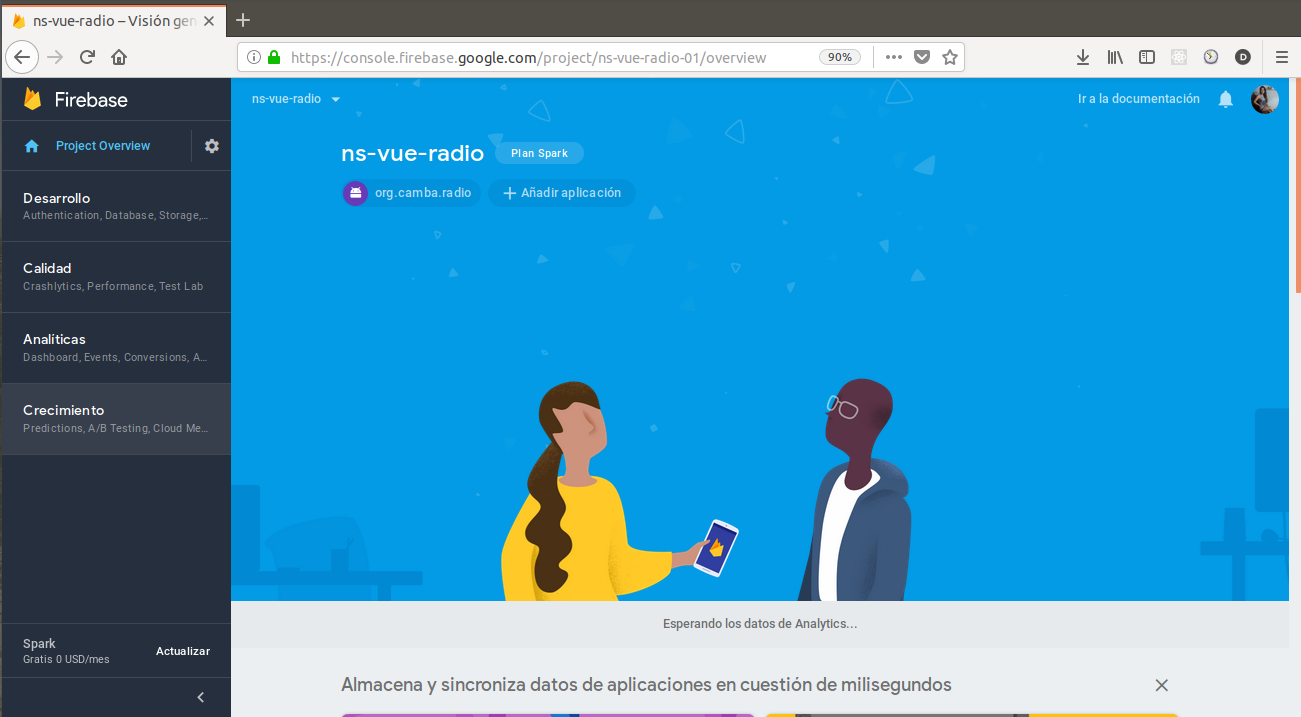 ns-vue-radio – Visión gen
https://console.firebase.google.com/project/ns-vue-radio-01/overview
90%
D
Firebase
ns-vue-radio
Ir a la documentación
Project Overview
ns-vue-radio
Plan Spark
org.camba.radio
Añadir aplicación
Desarrollo
Authentication, Database, Storage,...
Calidad
Crashlytics, Performance, Test Lab
Analíticas
Dashboard, Events, Conversions, A...
Crecimiento
Predictions, A/B Testing, Cloud Me...
Spark
Gratis 0 USD/mes
Actualizar
Esperando los datos de Analytics...
Almacena y sincroniza datos de aplicaciones en cuestión de milisegundos